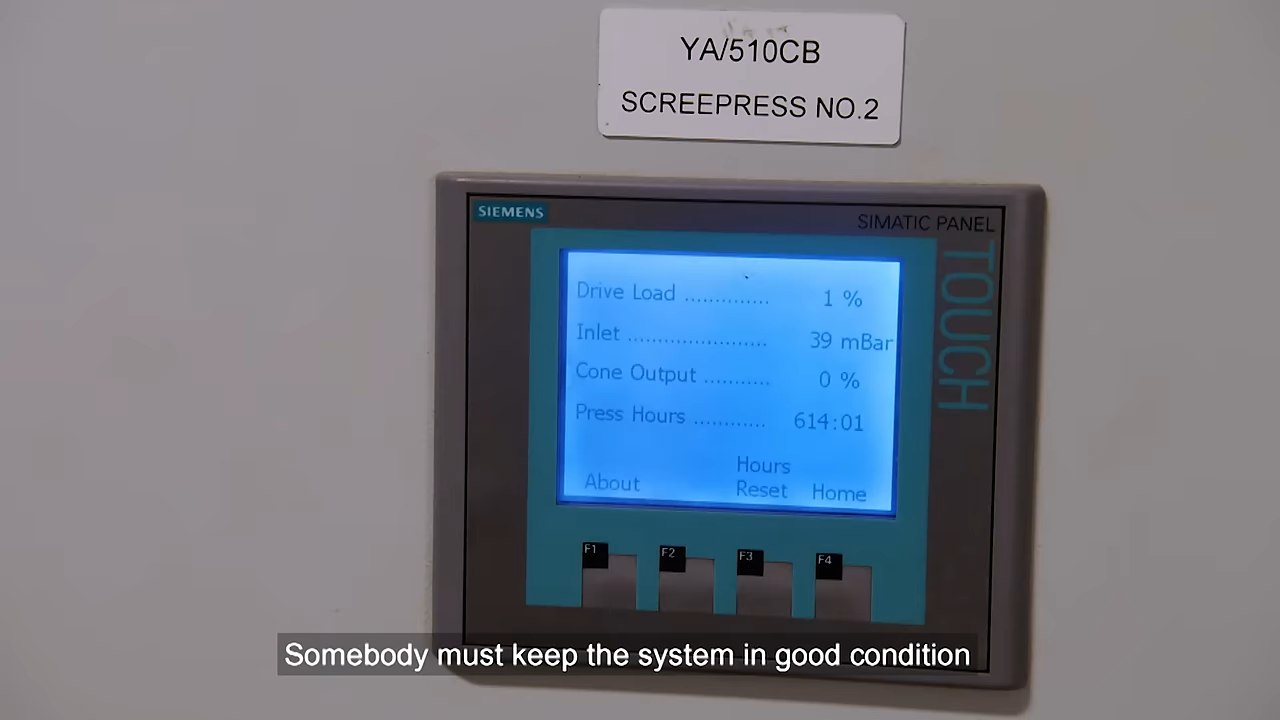 YA/510CB
SCREEPRESS NO.2
SIEMENS
SIMATIC PANEL
TOUCH
Drive Load .............. 1 %
Inlet ....................... 39 mBar
Cone Output ........... 0 %
Press Hours ............ 614:01
About Hours Reset Home
F1 F2 F3 F4
Somebody must keep the system in good condition